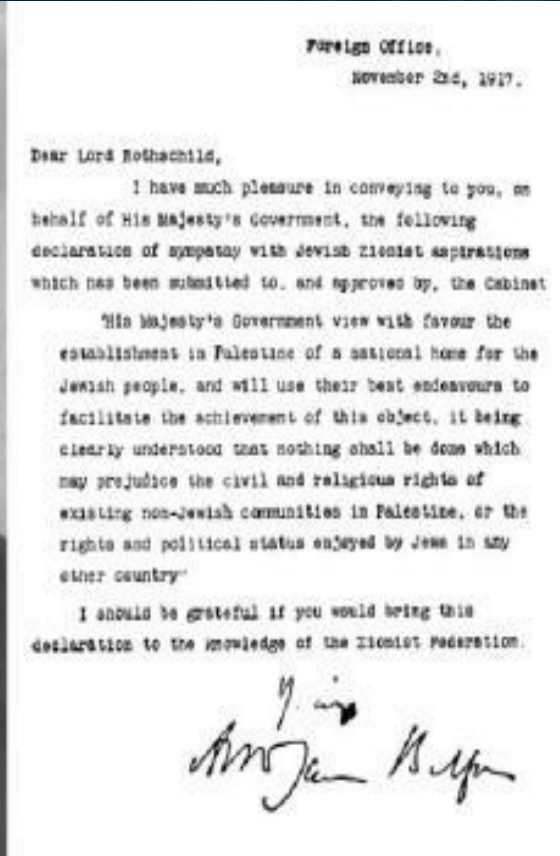 Foreign Office,
November 2nd, 1917.
Dear Lord Rothschild,
I have much pleasure in conveying to you, on
behalf of His Majesty's Government, the following
declaration of sympathy with Jewish Zionist aspirations
which has been submitted to, and approved by, the Cabinet
"His Majesty's Government view with favour the
establishment in Palestine of a national home for the
Jewish people, and will use their best endeavours to
facilitate the achievement of this object, it being
clearly understood that nothing shall be done which
may prejudice the civil and religious rights of
existing non-Jewish communities in Palestine, or the
rights and political status enjoyed by Jews in any
other country"
I should be grateful if you would bring this
declaration to the knowledge of the Zionist Federation.